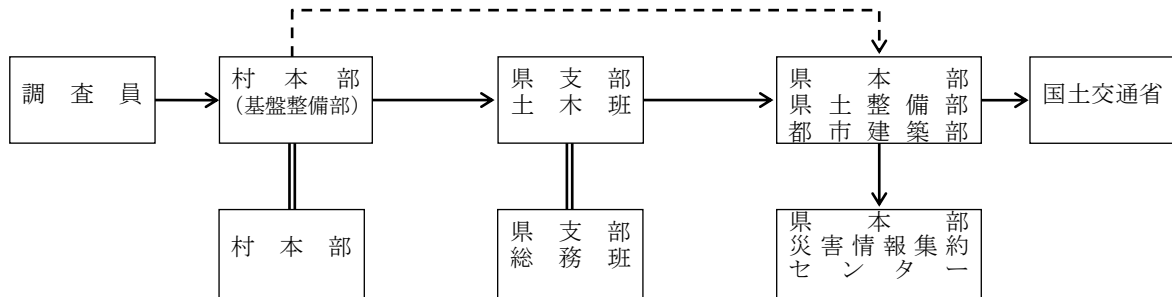 調査員
村本部
（基盤整備部）
県支部
土木班
県本部
県土整備部
都市建築部
国土交通省
村本部
県支部
総務班
県本部
災害情報集約
センター